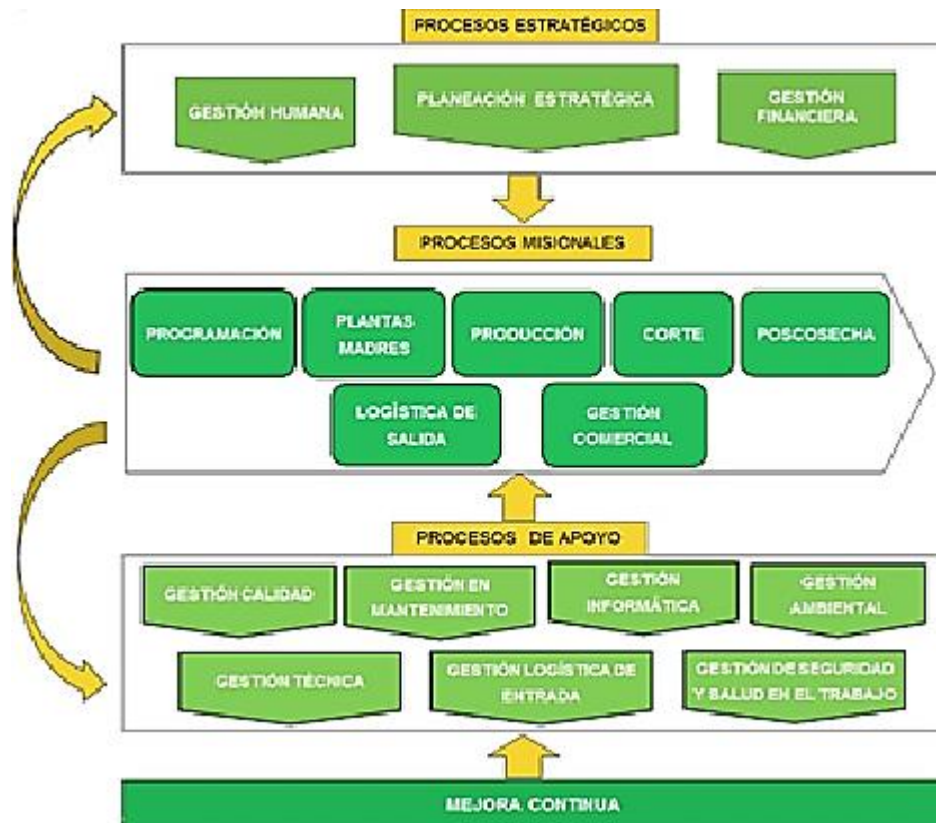 PROCESOS ESTRATÉGICOS
GESTIÓN HUMANA
PLANEACIÓN ESTRATÉGICA
GESTIÓN
FINANCIERA
PROCESOS MISIONALES
PROGRAMACIÓN
PLANTAS
MADRES
PRODUCCIÓN
CORTE
POSCOSECHA
LOGÍSTICA DE
SALIDA
GESTIÓN
COMERCIAL
PROCESOS DE APOYO
GESTIÓN CALIDAD
GESTIÓN EN
MANTENIMIENTO
GESTIÓN
INFORMÁTICA
GESTIÓN
AMBIENTAL
GESTIÓN TÉCNICA
GESTIÓN LOGÍSTICA DE
ENTRADA
GESTIÓN DE SEGURIDAD
Y SALUD EN EL TRABAJO
MEJORA CONTINUA